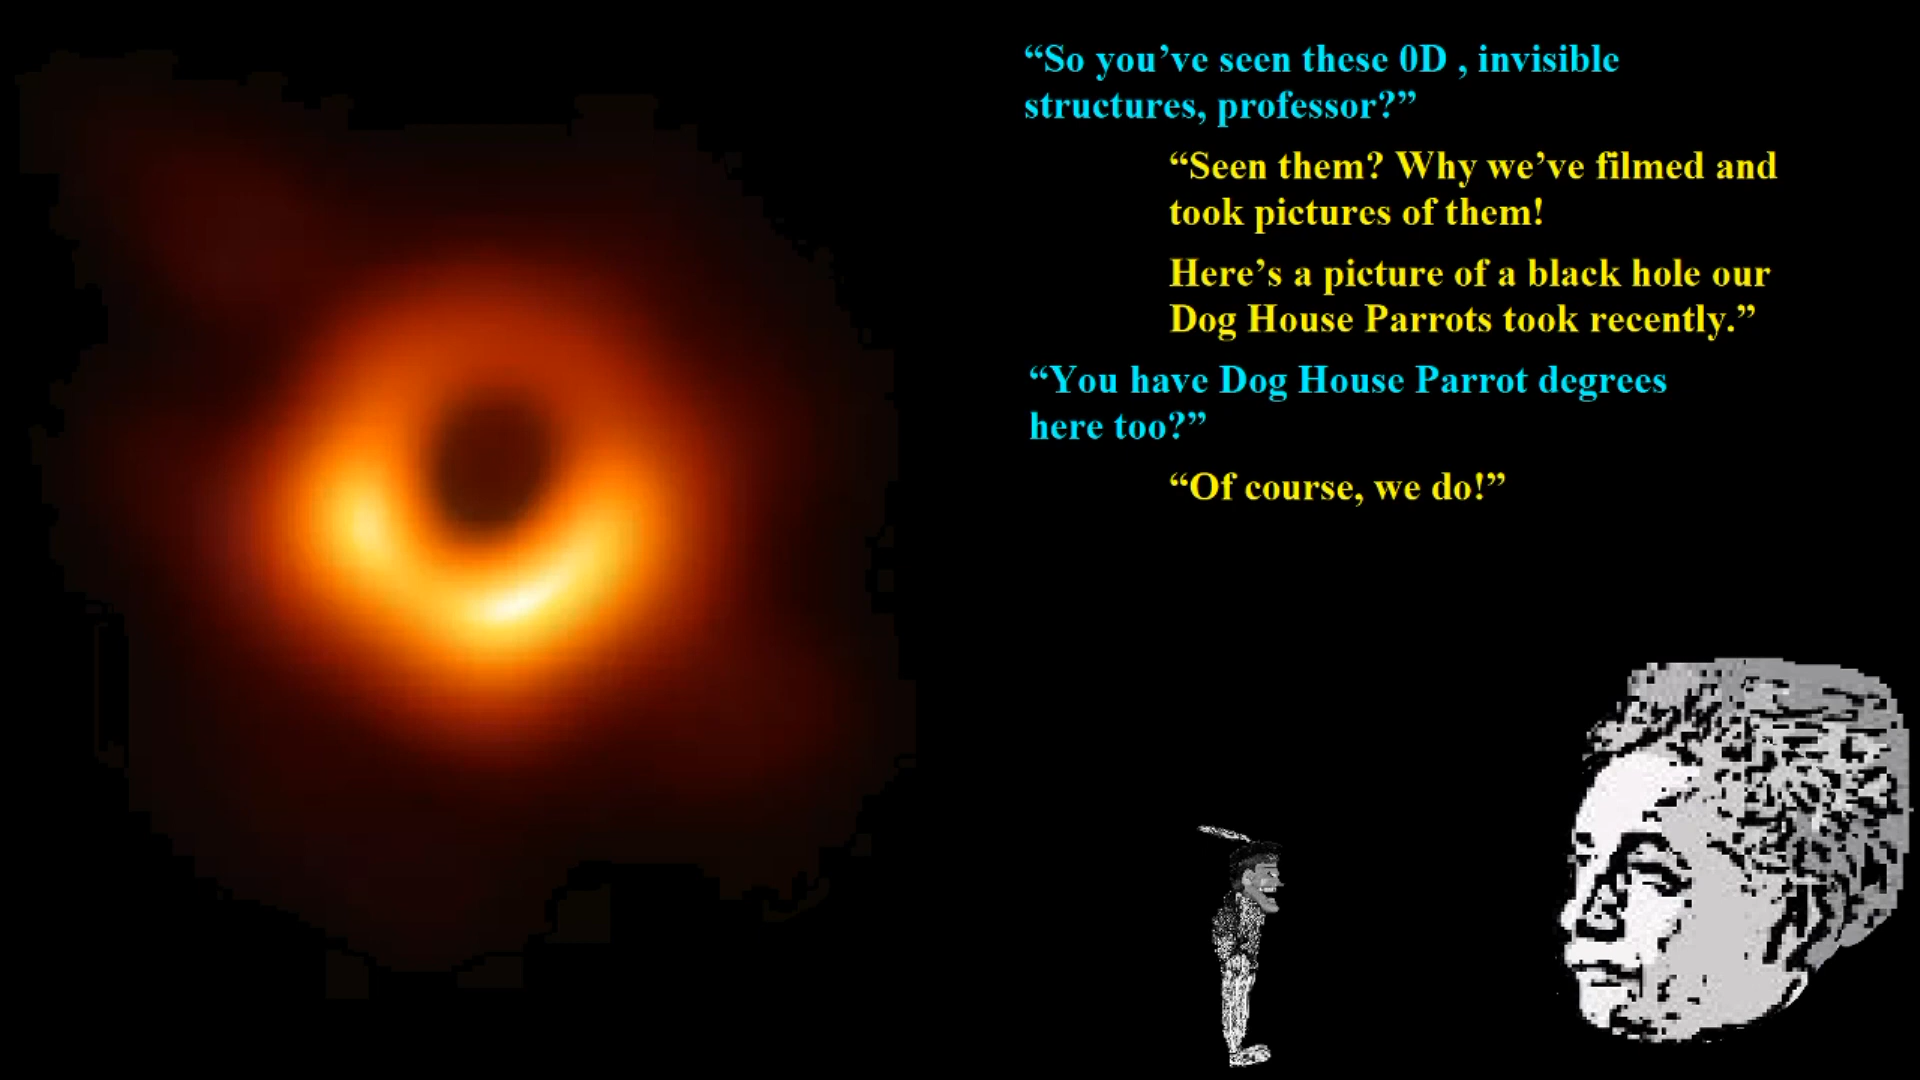 “So you’ve seen these 0D , invisible
structures, professor?”
“Seen them? Why we’ve filmed and
took pictures of them!
Here’s a picture of a black hole our
Dog House Parrots took recently.”
“You have Dog House Parrot degrees
here too?”
“Of course, we do!”